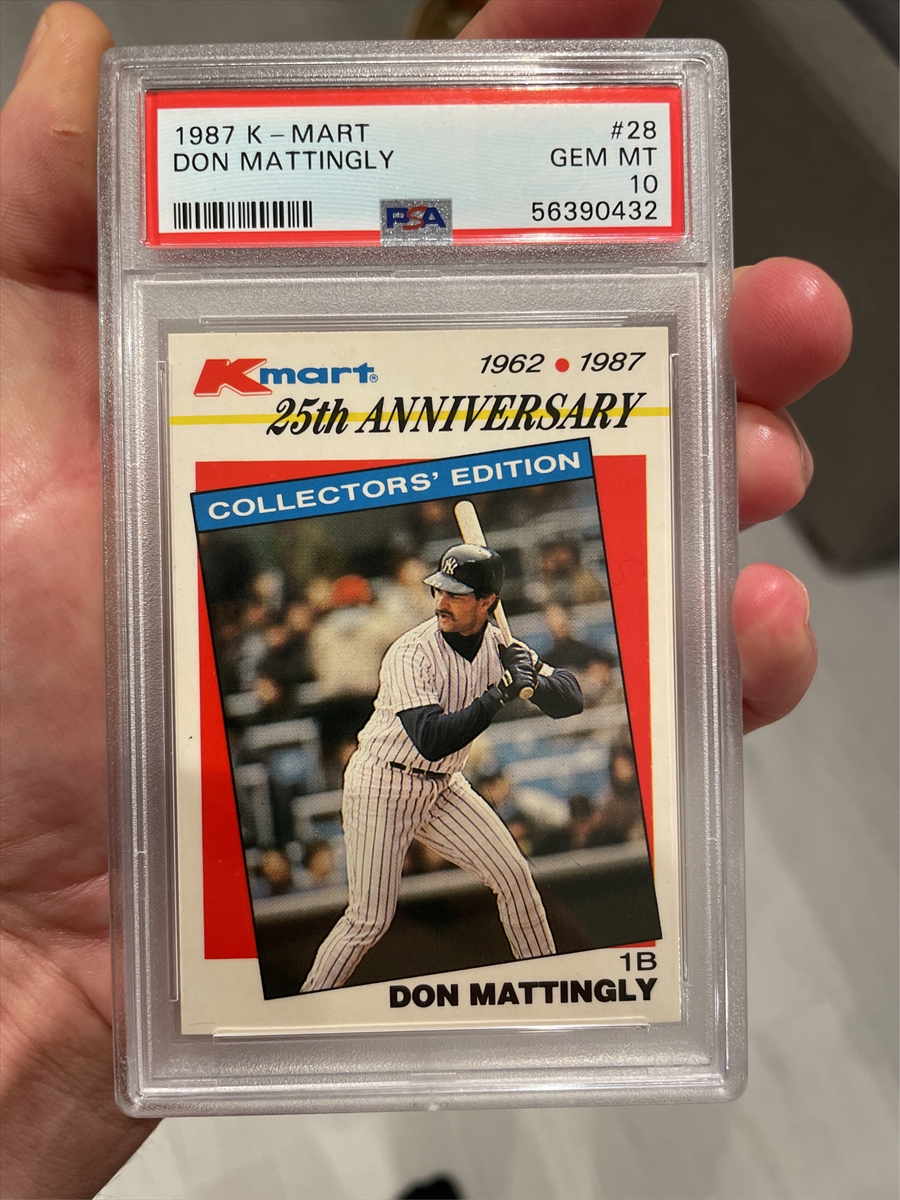 1987 K-MART #28
DON MATTINGLY GEM MT
10
56390432
PSA
Kmart® 1962 • 1987
25th ANNIVERSARY
COLLECTORS' EDITION
NY
1B
DON MATTINGLY